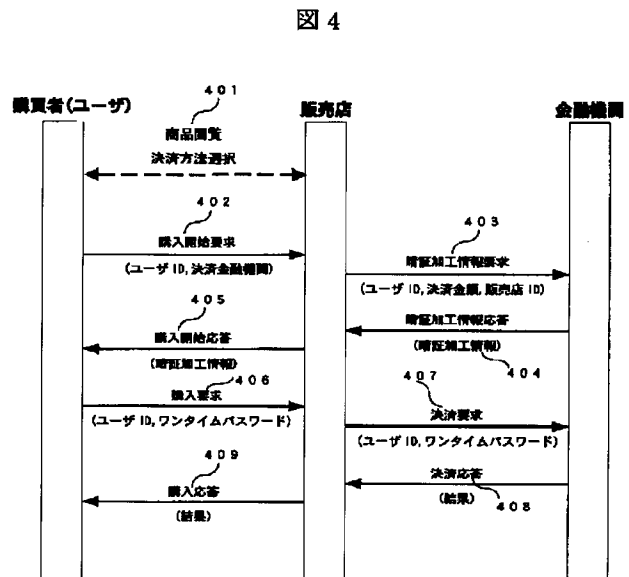 図4
購買者(ユーザ)
販売店
金融機関
401
商品閲覧
決済方法選択
402
購入開始要求
(ユーザID,決済金融機関)
403
暗証加工情報要求
(ユーザID,決済金額,販売店ID)
暗証加工情報応答
(暗証加工情報)
404
405
購入開始応答
(暗証加工情報)
406
購入要求
(ユーザID,ワンタイムパスワード)
407
決済要求
(ユーザID,ワンタイムパスワード)
決済応答
(結果)
408
409
購入応答
(結果)